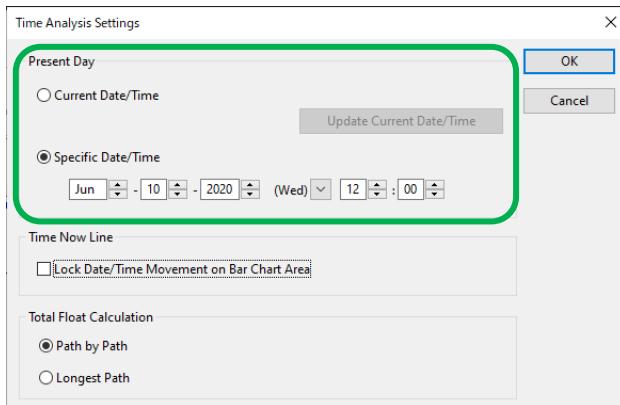 Time Analysis Settings
Present Day
OK
Current Date/Time
Cancel
Update Current Date/Time
Specific Date/Time
Jun - 10 - 2020 (Wed) 12 : 00
Time Now Line
Lock Date/Time Movement on Bar Chart Area
Total Float Calculation
Path by Path
Longest Path